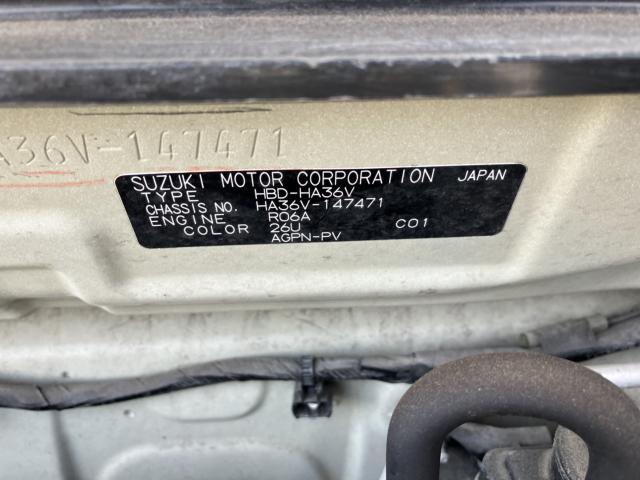 A36V-147471
SUZUKI MOTOR CORPORATION JAPAN
TYPE HBD-HA36V
CHASSIS NO. HA36V-147471
ENGINE R06A
COLOR 26U C01
AGPN-PV